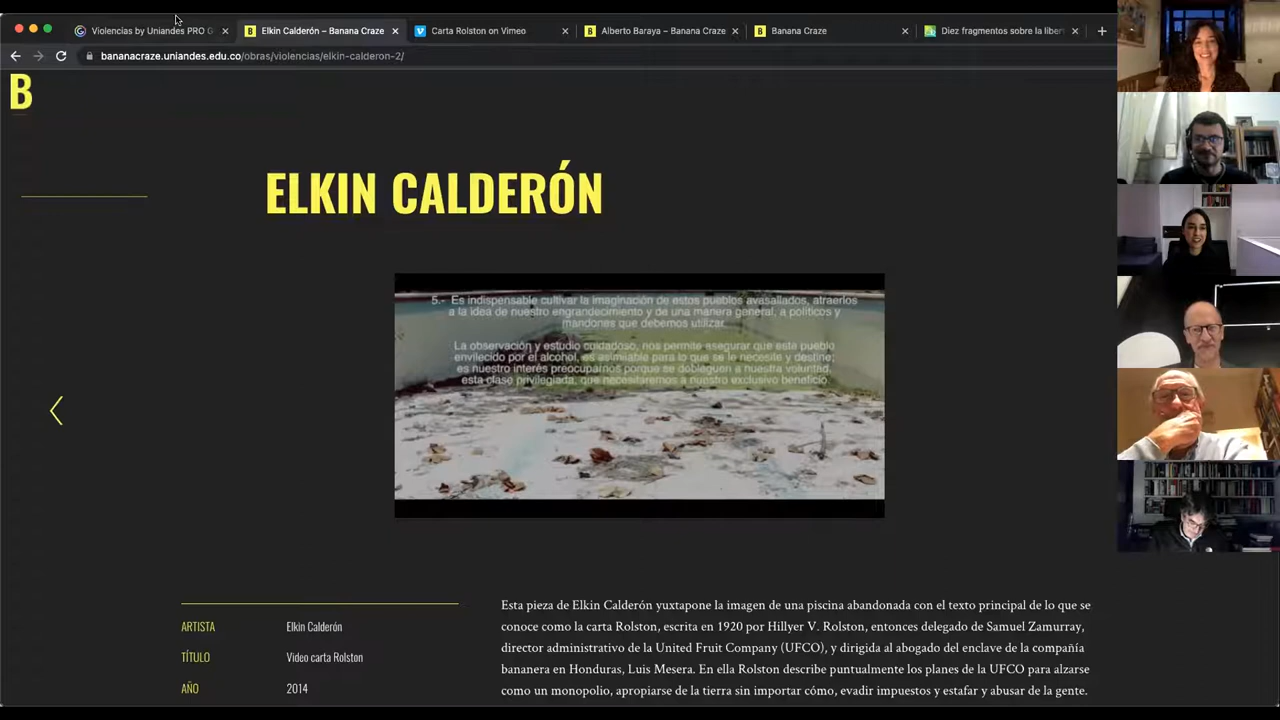 Violencias by Uniandes PRO G
Elkin Calderón – Banana Craze
Carta Rolston on Vimeo
Alberto Baraya – Banana Craze
Banana Craze
Diez fragmentos sobre la libert
bananacraze.uniandes.edu.co/obras/violencias/elkin-calderon-2/
B
ELKIN CALDERÓN
5.- Es indispensable cultivar la imaginación de estos pueblos avasallados, atraerlos
a la idea de nuestro engrandecimiento y de una manera general, a políticos y
mandones que debemos utilizar.
La observación y estudio cuidadoso, nos permite asegurar que este pueblo
envilecido por el alcohol, es asimilable para lo que se le necesite y destine;
es nuestro interés preocuparnos porque se dobleguen a nuestra voluntad,
esta clase privilegiada, que necesitaremos a nuestro exclusivo beneficio.
ARTISTA Elkin Calderón
TÍTULO Video carta Rolston
AÑO 2014
Esta pieza de Elkin Calderón yuxtapone la imagen de una piscina abandonada con el texto principal de lo que se
conoce como la carta Rolston, escrita en 1920 por Hillyer V. Rolston, entonces delegado de Samuel Zamurray,
director administrativo de la United Fruit Company (UFCO), y dirigida al abogado del enclave de la compañía
bananera en Honduras, Luis Mesera. En ella Rolston describe puntualmente los planes de la UFCO para alzarse
como un monopolio, apropiarse de la tierra sin importar cómo, evadir impuestos y estafar y abusar de la gente.